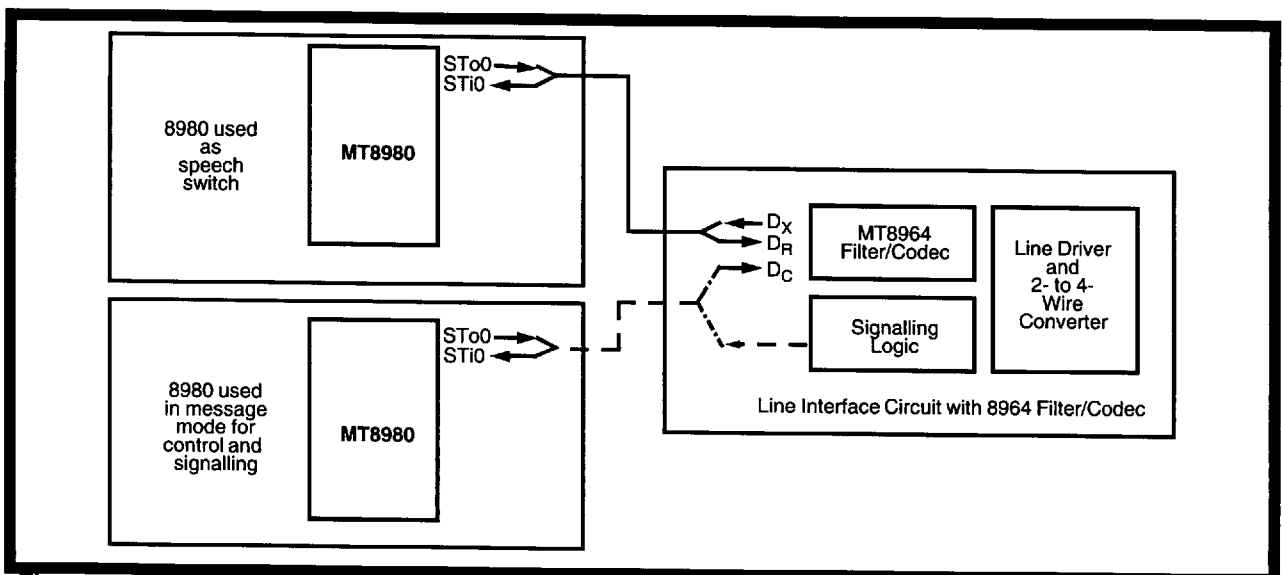 8980 used
as
speech
switch
MT8980
STo0
STi0
8980 used
in message
mode for
control and
signalling
MT8980
STo0
STi0
DX
DR
DC
MT8964
Filter/Codec
Signalling
Logic
Line Driver
and
2- to 4-
Wire
Converter
Line Interface Circuit with 8964 Filter/Codec